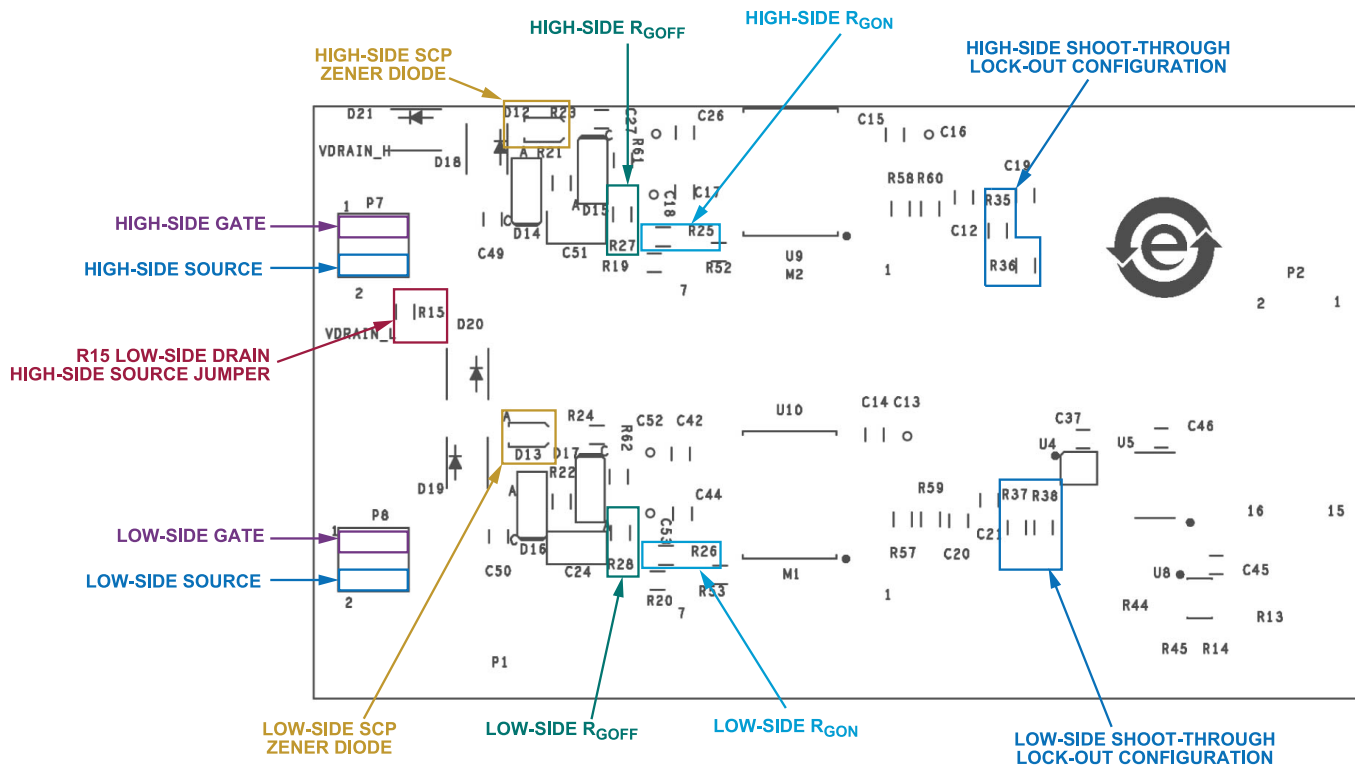 HIGH-SIDE RGON
HIGH-SIDE RGOFF
HIGH-SIDE SCP
ZENER DIODE
HIGH-SIDE SHOOT-THROUGH
LOCK-OUT CONFIGURATION
D21
D12
R23
C27
C26
C15
C16
VDRAIN_H
D18
A
R21
C
R61
C19
1
P7
A
D15
C
D14
C17
C18
R58
R60
R35
HIGH-SIDE GATE
C49
C51
R27
R25
C12
HIGH-SIDE SOURCE
R19
R52
U9
M2
1
R36
P2
2
7
2
1
R15
VDRAIN_L
D20
R15 LOW-SIDE DRAIN
HIGH-SIDE SOURCE JUMPER
A
R24
C52
C42
U10
C14
C13
C37
C46
D13
D17
C
R62
U4
U5
D19
R22
A
C44
R59
R37
R38
1
P8
16
15
LOW-SIDE GATE
C
D16
A
C53
R26
R57
C20
C21
C50
C24
R28
LOW-SIDE SOURCE
2
R20
R53
7
M1
1
U8
C45
R44
R13
R45
R14
P1
LOW-SIDE SCP
ZENER DIODE
LOW-SIDE RGOFF
LOW-SIDE RGON
LOW-SIDE SHOOT-THROUGH
LOCK-OUT CONFIGURATION
e